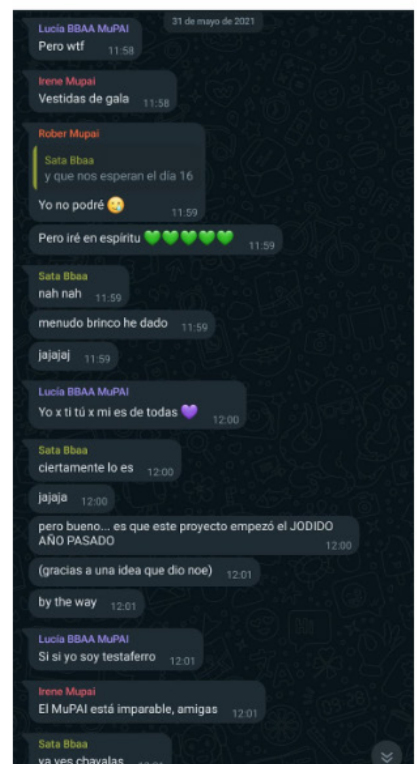 31 de mayo de 2021
Lucía BBAA MuPAI
Pero wtf 11:58
Irene Mupai
Vestidas de gala 11:58
Rober Mupai
Sata Bbaa
y que nos esperan el día 16
Yo no podré 🥲
11:59
Pero iré en espíritu 💚💚💚💚💚 11:59
Sata Bbaa
nah nah 11:59
menudo brinco he dado 11:59
jajajaj 11:59
Lucía BBAA MuPAI
Yo x ti tú x mi es de todas 💜 12:00
Sata Bbaa
ciertamente lo es 12:00
jajaja 12:00
pero bueno... es que este proyecto empezó el JODIDO
AÑO PASADO 12:00
(gracias a una idea que dio noe) 12:01
by the way 12:01
Lucía BBAA MuPAI
Si si yo soy testaferro 12:01
Irene Mupai
El MuPAI está imparable, amigas 12:01
Sata Bbaa
ya ves chavalas